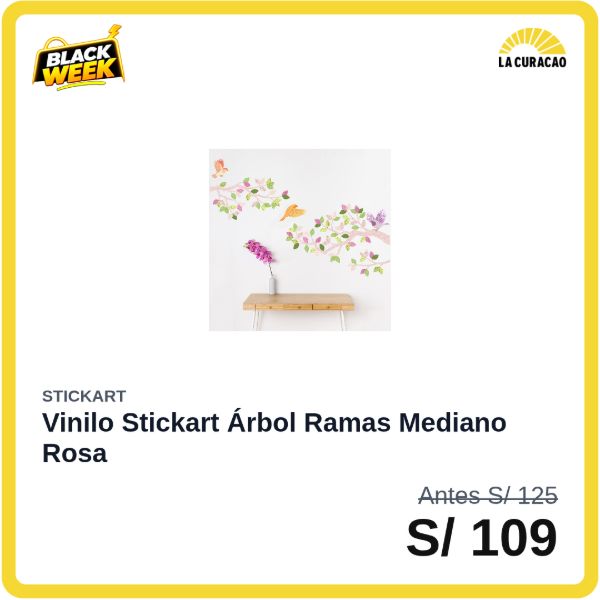 BLACK
WEEK
LA CURACAO
STICKART
Vinilo Stickart Árbol Ramas Mediano
Rosa
Antes S/ 125
S/ 109